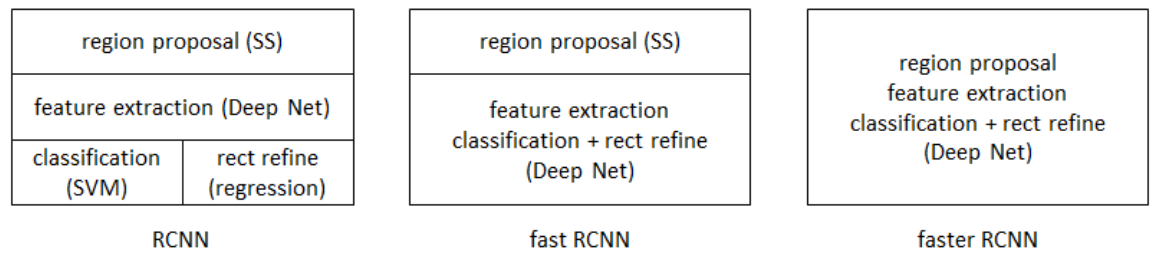 region proposal (SS)
feature extraction (Deep Net)
classification
(SVM)
rect refine
(regression)
RCNN
region proposal (SS)
feature extraction
classification + rect refine
(Deep Net)
fast RCNN
region proposal
feature extraction
classification + rect refine
(Deep Net)
faster RCNN